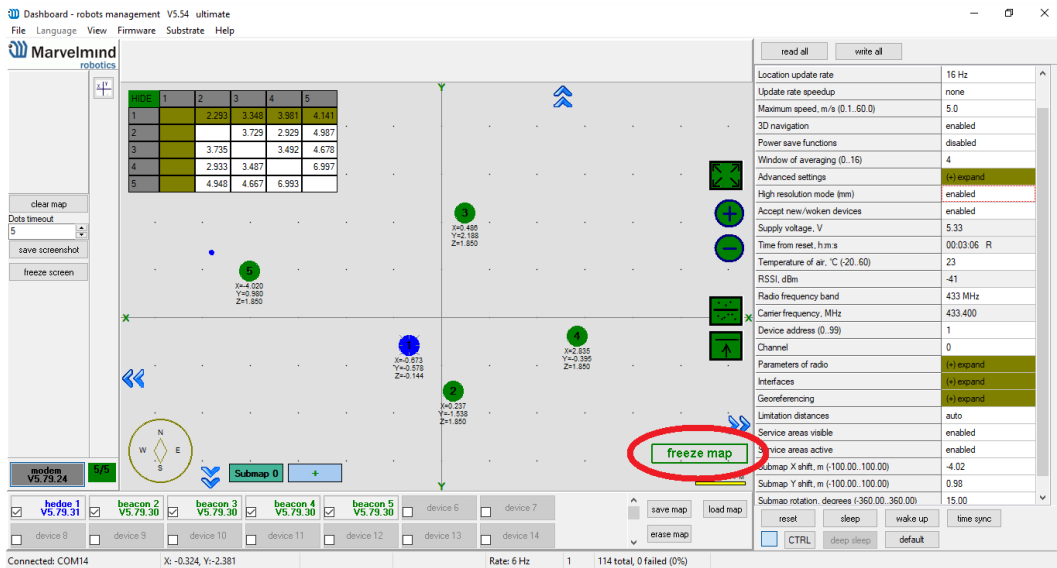 Dashboard - robots management V5.54 ultimate
File Language View Firmware Substrate Help
Marvelmind
robotics
clear map
Dots timeout
5
save screenshot
freeze screen
modem
V5.79.24
5/5
X
Y
HIDE 1 2 3 4 5
1 2.293 3.348 3.981 4.141
2 3.729 2.929 4.987
3 3.735 3.492 4.678
4 2.933 3.487 6.997
5 4.948 4.667 6.993
Y
3
X=0.486
Y=2.188
Z=1.850
5
X=-4.020
Y=0.980
Z=1.850
X
X
1
X=-0.673
Y=-0.578
Z=-0.144
4
X=2.835
Y=-0.395
Z=1.850
2
X=0.237
Y=-1.538
Z=1.850
N
W E
S
Submap 0
+
Y
freeze map
read all write all
Location update rate 16 Hz
Update rate speedup none
Maximum speed, m/s (0.1..60.0) 5.0
3D navigation enabled
Power save functions disabled
Window of averaging (0..16) 4
Advanced settings (+) expand
High resolution mode (mm) enabled
Accept new/woken devices enabled
Supply voltage, V 5.33
Time from reset, h:m:s 00:03:06 R
Temperature of air, °C (-20..60) 23
RSSI, dBm -41
Radio frequency band 433 MHz
Carrier frequency, MHz 433.400
Device address (0..99) 1
Channel 0
Parameters of radio (+) expand
Interfaces (+) expand
Georeferencing (+) expand
Limitation distances auto
Service areas visible enabled
Service areas active enabled
Submap X shift, m (-100.00..100.00) -4.02
Submap Y shift, m (-100.00..100.00) 0.98
Submap rotation, degrees (-360.00..360.00) 15.00
reset sleep wake up time sync
CTRL deep sleep default
hedge 1
V5.79.31
beacon 2
V5.79.30
beacon 3
V5.79.30
beacon 4
V5.79.30
beacon 5
V5.79.30
device 6
device 7
device 8
device 9
device 10
device 11
device 12
device 13
device 14
save map load map
erase map
Connected: COM14 X: -0.324, Y:-2.381 Rate: 6 Hz 1 114 total, 0 failed (0%)